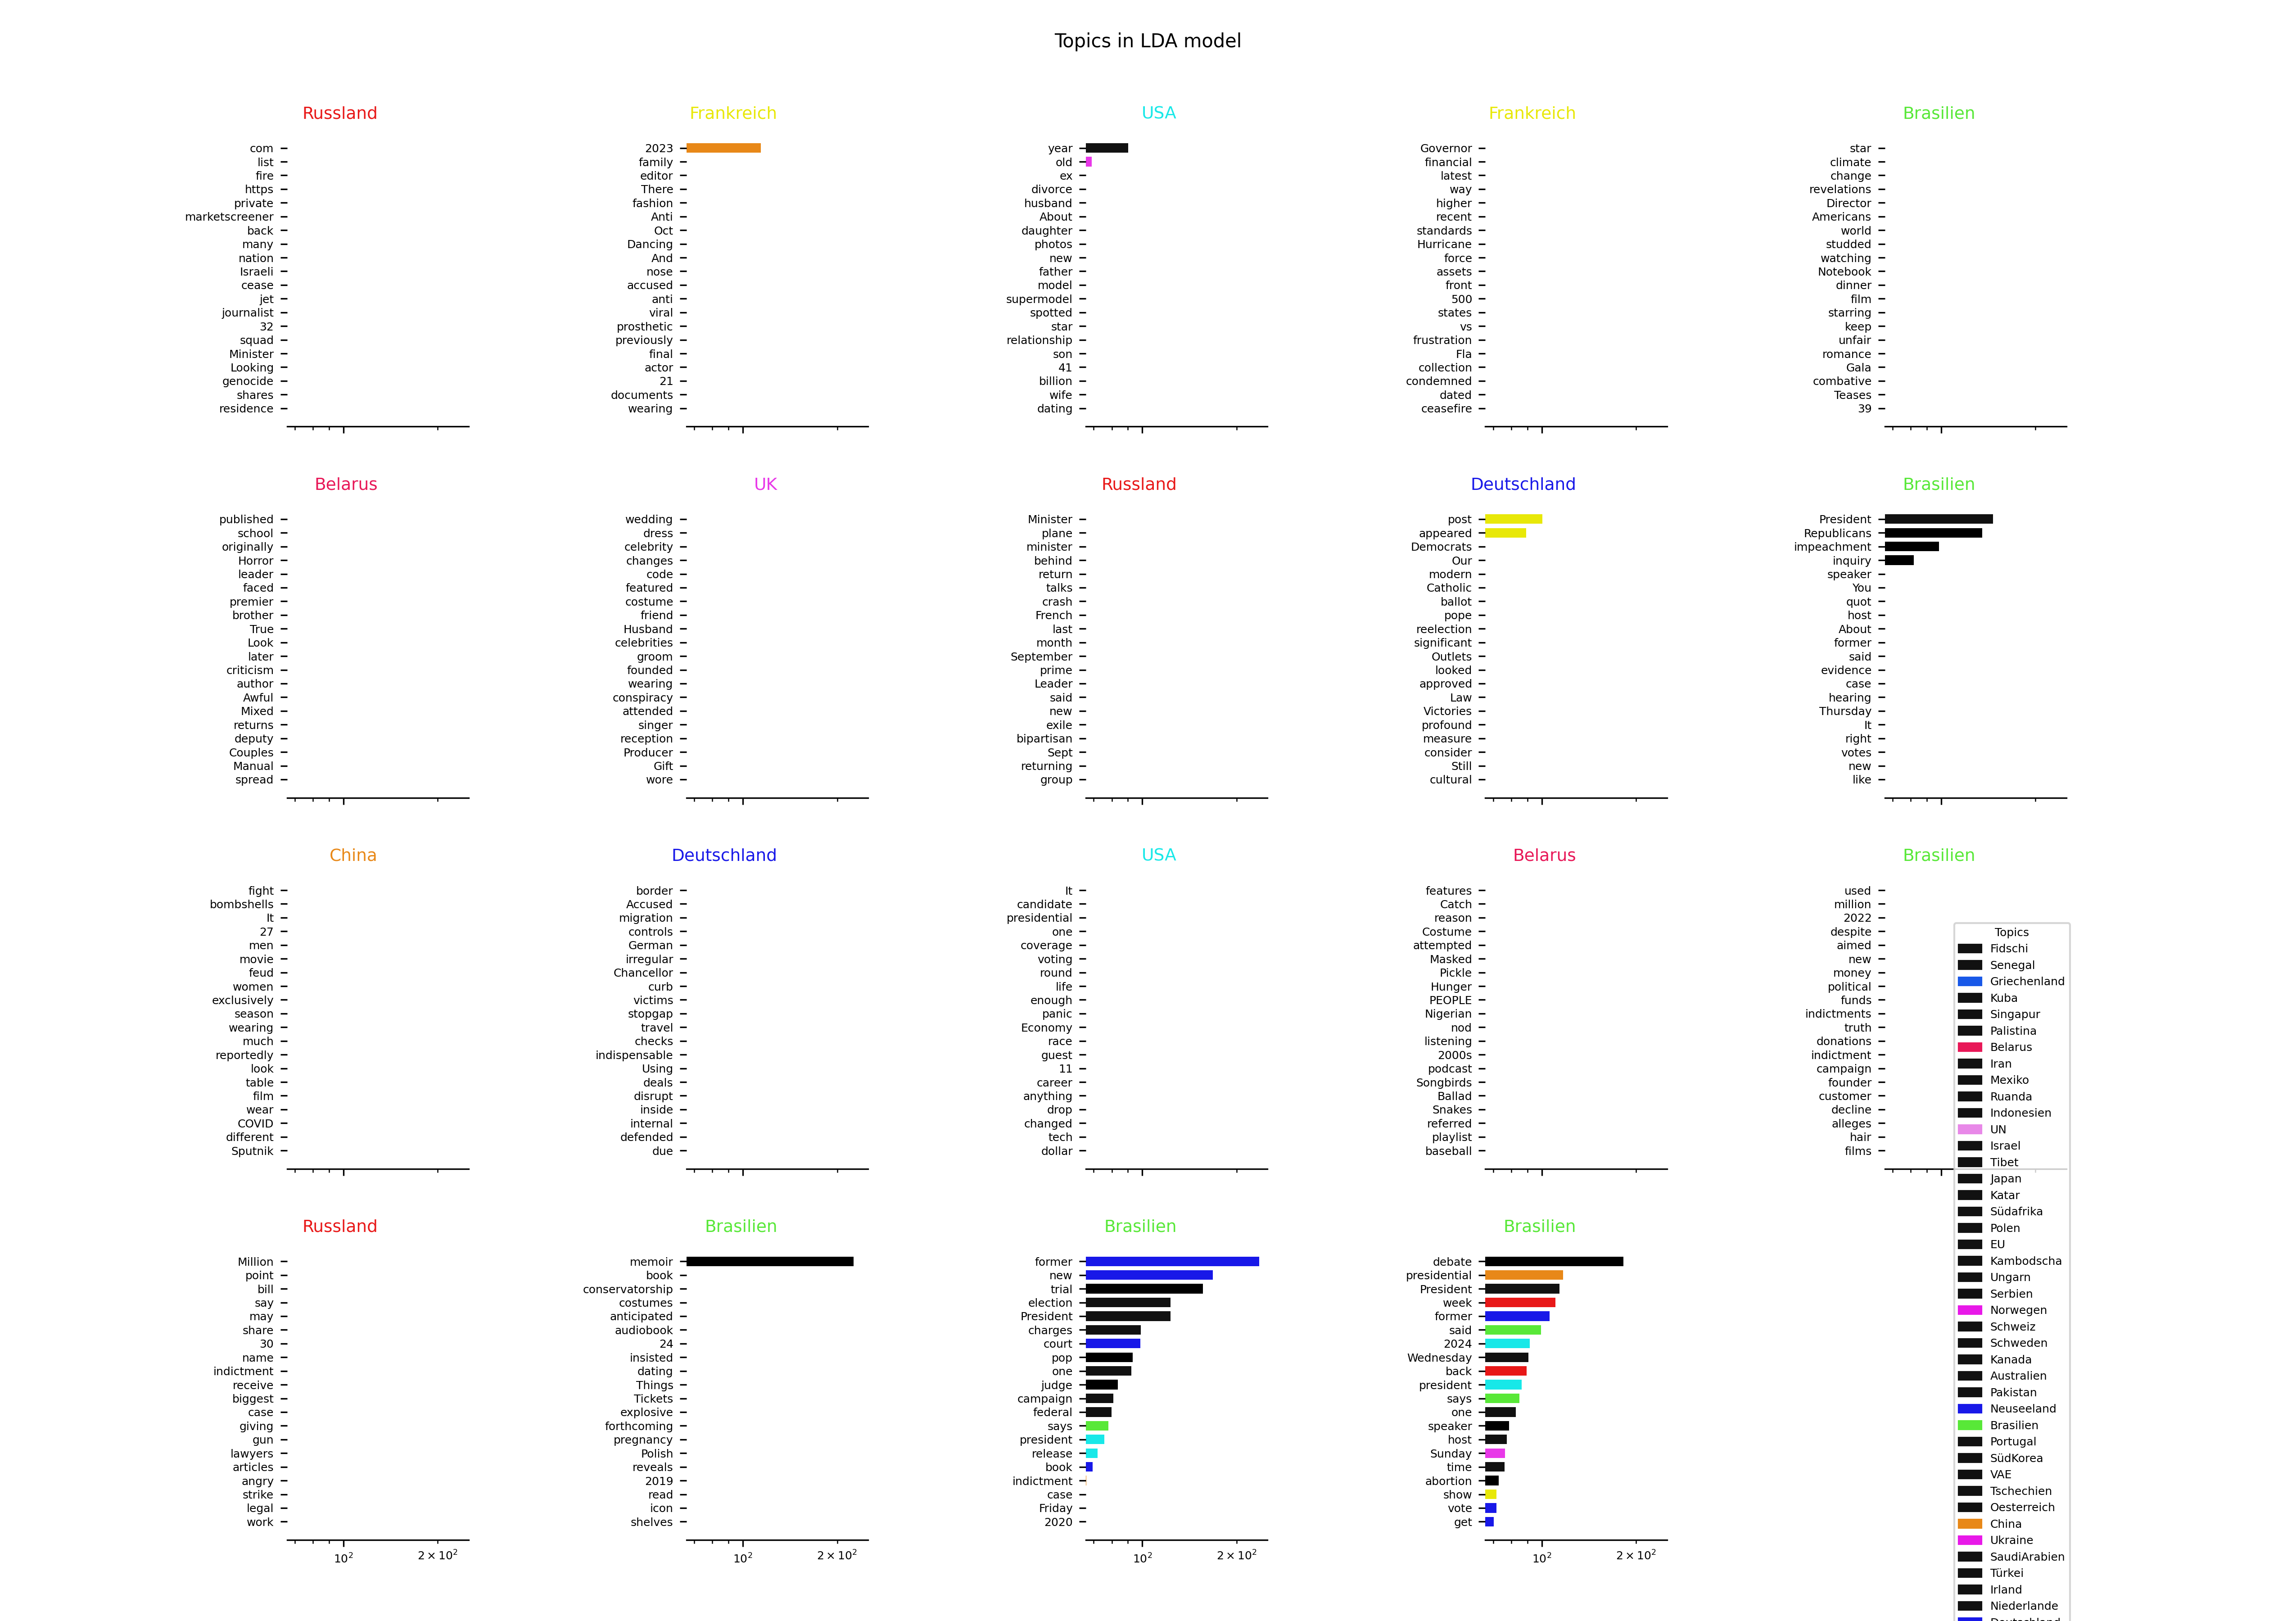 Topics in LDA model
Russland
com
list
fire
https
private
marketscreener
back
many
nation
Israeli
cease
jet
journalist
32
squad
Minister
Looking
genocide
shares
residence
Frankreich
2023
family
editor
There
fashion
Anti
Oct
Dancing
And
nose
accused
anti
viral
prosthetic
previously
final
actor
21
documents
wearing
USA
year
old
ex
divorce
husband
About
daughter
photos
new
father
model
supermodel
spotted
star
relationship
son
41
billion
wife
dating
Frankreich
Governor
financial
latest
way
higher
recent
standards
Hurricane
force
assets
front
500
states
vs
frustration
Fla
collection
condemned
dated
ceasefire
Brasilien
star
climate
change
revelations
Director
Americans
world
studded
watching
Notebook
dinner
film
starring
keep
unfair
romance
Gala
combative
Teases
39
Belarus
published
school
originally
Horror
leader
faced
premier
brother
True
Look
later
criticism
author
Awful
Mixed
returns
deputy
Couples
Manual
spread
UK
wedding
dress
celebrity
changes
code
featured
costume
friend
Husband
celebrities
groom
founded
wearing
conspiracy
attended
singer
reception
Producer
Gift
wore
Russland
Minister
plane
minister
behind
return
talks
crash
French
last
month
September
prime
Leader
said
new
exile
bipartisan
Sept
returning
group
Deutschland
post
appeared
Democrats
Our
modern
Catholic
ballot
pope
reelection
significant
Outlets
looked
approved
Law
Victories
profound
measure
consider
Still
cultural
Brasilien
President
Republicans
impeachment
inquiry
speaker
You
quot
host
About
former
said
evidence
case
hearing
Thursday
It
right
votes
new
like
China
fight
bombshells
It
27
men
movie
feud
women
exclusively
season
wearing
much
reportedly
look
table
film
wear
COVID
different
Sputnik
Deutschland
border
Accused
migration
controls
German
irregular
Chancellor
curb
victims
stopgap
travel
checks
indispensable
Using
deals
disrupt
inside
internal
defended
due
USA
It
candidate
presidential
one
coverage
voting
round
life
enough
panic
Economy
race
guest
11
career
anything
drop
changed
tech
dollar
Belarus
features
Catch
reason
Costume
attempted
Masked
Pickle
Hunger
PEOPLE
Nigerian
nod
listening
2000s
podcast
Songbirds
Ballad
Snakes
referred
playlist
baseball
Brasilien
used
million
2022
despite
aimed
new
money
political
funds
indictments
truth
donations
indictment
campaign
founder
customer
decline
alleges
hair
films
Russland
Million
point
bill
say
may
share
30
name
indictment
receive
biggest
case
giving
gun
lawyers
articles
angry
strike
legal
work
10²
2 × 10²
Brasilien
memoir
book
conservatorship
costumes
anticipated
audiobook
24
insisted
dating
Things
Tickets
explosive
forthcoming
pregnancy
Polish
reveals
2019
read
icon
shelves
10²
2 × 10²
Brasilien
former
new
trial
election
President
charges
court
pop
one
judge
campaign
federal
says
president
release
book
indictment
case
Friday
2020
10²
2 × 10²
Brasilien
debate
presidential
President
week
former
said
2024
Wednesday
back
president
says
one
speaker
host
Sunday
time
abortion
show
vote
get
10²
2 × 10²
Topics
Fidschi
Senegal
Griechenland
Kuba
Singapur
Palistina
Belarus
Iran
Mexiko
Ruanda
Indonesien
UN
Israel
Tibet
Japan
Katar
Südafrika
Polen
EU
Kambodscha
Ungarn
Serbien
Norwegen
Schweiz
Schweden
Kanada
Australien
Pakistan
Neuseeland
Brasilien
Portugal
SüdKorea
VAE
Tschechien
Oesterreich
China
Ukraine
SaudiArabien
Türkei
Irland
Niederlande